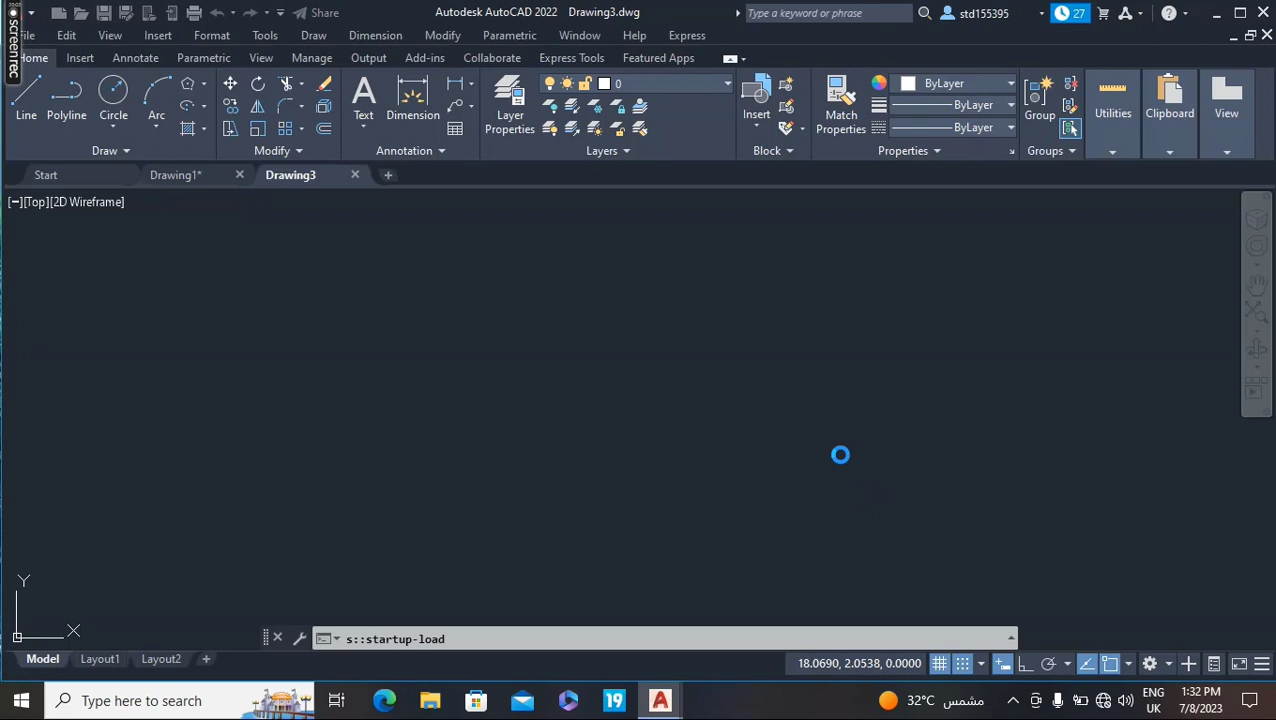 screenrec
Share
Autodesk AutoCAD 2022 Drawing3.dwg
Type a keyword or phrase
std155395
27
File Edit View Insert Format Tools Draw Dimension Modify Parametric Window Help Express
Home Insert Annotate Parametric View Manage Output Add-ins Collaborate Express Tools Featured Apps
Line Polyline Circle Arc
Draw
Modify
Text Dimension
Annotation
Layer
Properties
0
Layers
Insert
Block
Match
Properties
ByLayer
ByLayer
ByLayer
Properties
Group
Groups
Utilities
Clipboard
View
Start Drawing1* Drawing3
[−][Top][2D Wireframe]
Y
X
s::startup-load
Model Layout1 Layout2
18.0690, 2.0538, 0.0000
Type here to search
19
A
32°C مشمس
ENG
UK
1:32 PM
7/8/2023